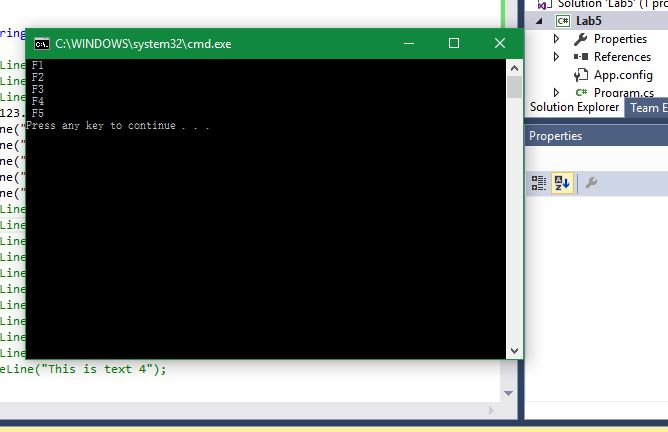 C:\WINDOWS\system32\cmd.exe
F1
F2
F3
F4
F5
Press any key to continue . . .
ring
Line
Line
Line
123.
ne("
ne("
ne("
ne("
ne("
Line
Line
Line
Line
Line
Line
Line
Line
Line
Line
eLine("This is text 4");
Solution 'Lab5' (1 pro
C# Lab5
Properties
References
App.config
C# Program.cs
Solution Explorer
Team E
Properties